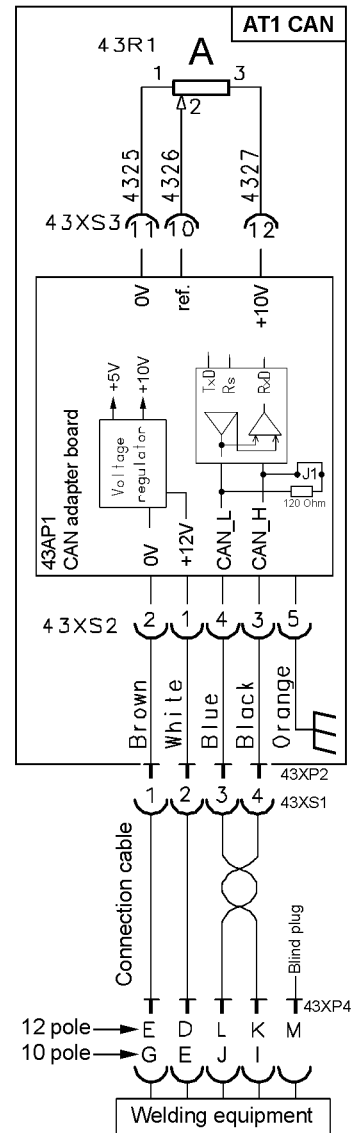 AT1 CAN
43R1
A
1 3
2
4325 4326 4327
43XS3
11 10 12
0V ref. +10V
TxD Rs RxD
+5V +10V
Voltage
regulator
J1
120 Ohm
43AP1
CAN adapter board
0V +12V CAN_L CAN_H
2 1 4 3 5
43XS2
Brown White Blue Black Orange
43XP2
1 2 3 4
43XS1
Connection cable
Blind plug
43XP4
12 pole E D L K M
10 pole G E J I
Welding equipment